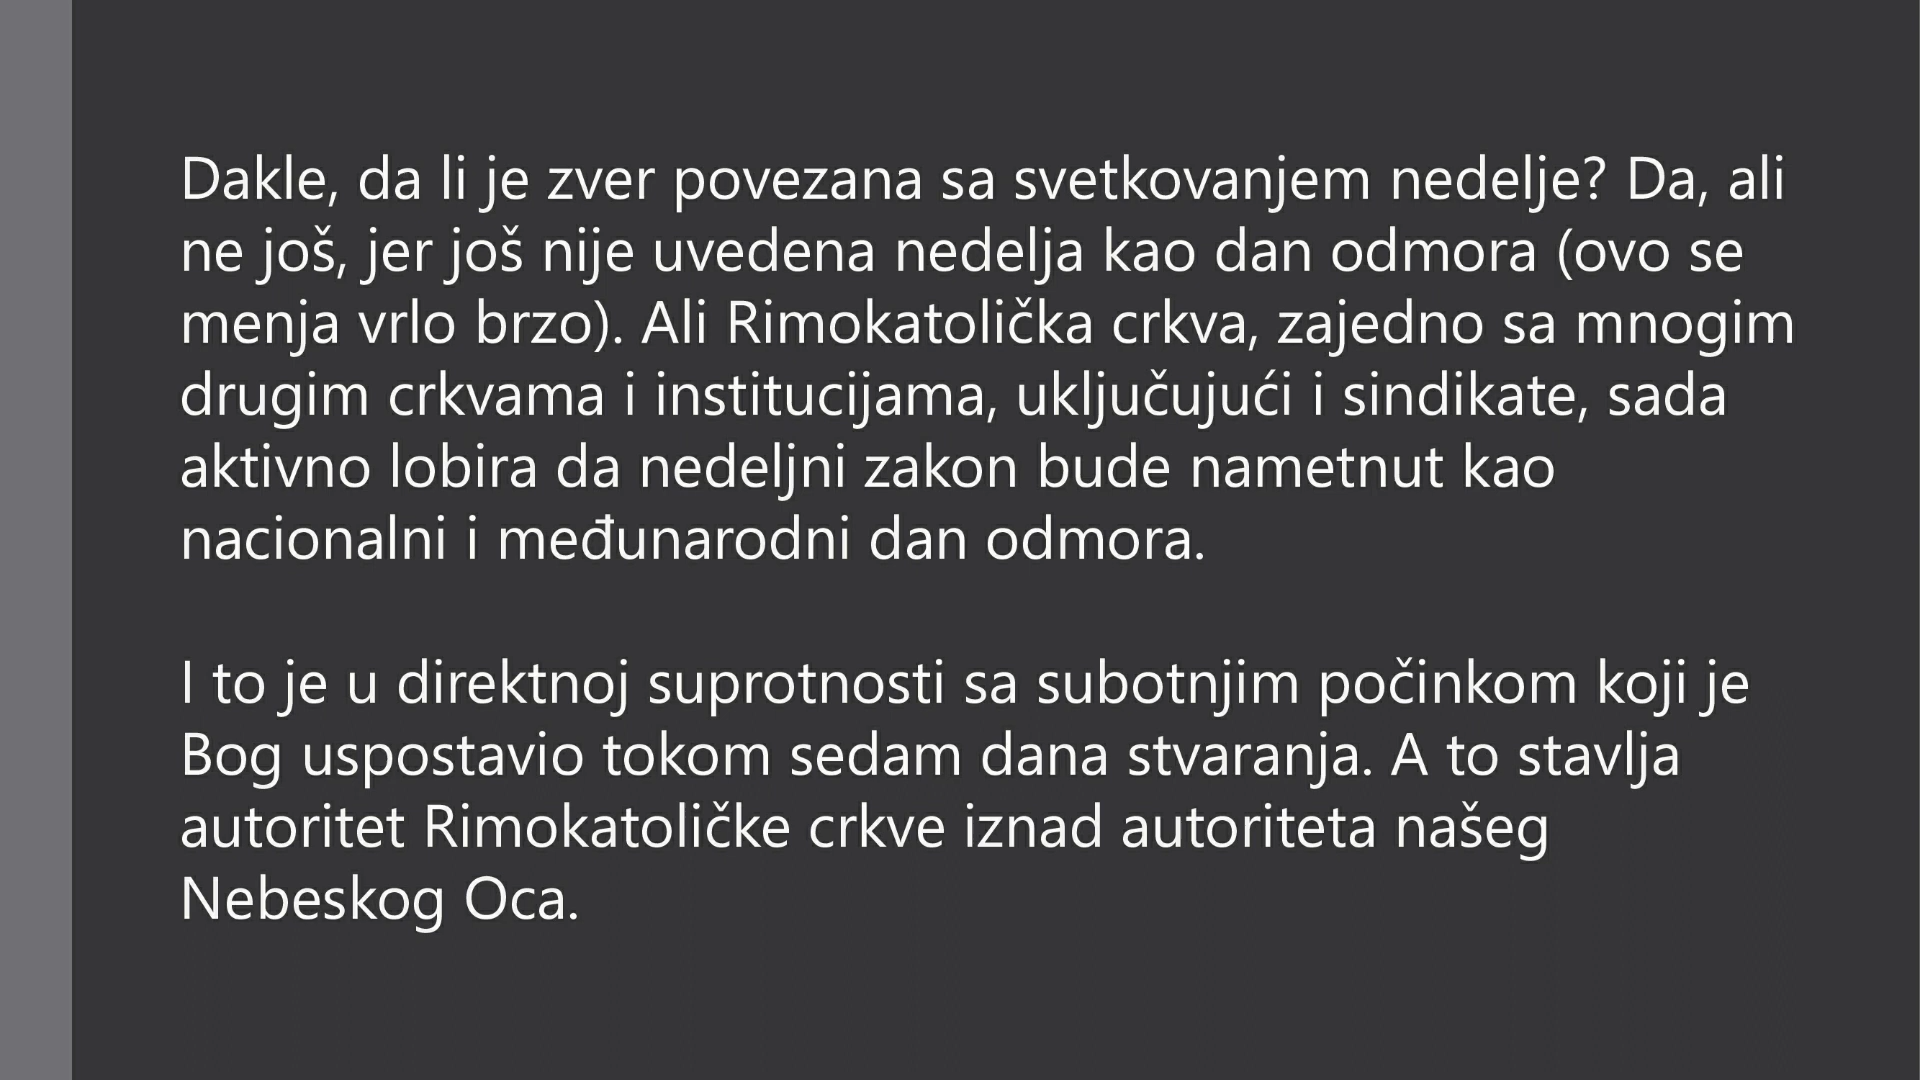 Dakle, da li je zver povezana sa svetkovanjem nedelje? Da, ali
ne još, jer još nije uvedena nedelja kao dan odmora (ovo se
menja vrlo brzo). Ali Rimokatolička crkva, zajedno sa mnogim
drugim crkvama i institucijama, uključujući i sindikate, sada
aktivno lobira da nedeljni zakon bude nametnut kao
nacionalni i međunarodni dan odmora.
I to je u direktnoj suprotnosti sa subotnjim počinkom koji je
Bog uspostavio tokom sedam dana stvaranja. A to stavlja
autoritet Rimokatoličke crkve iznad autoriteta našeg
Nebeskog Oca.